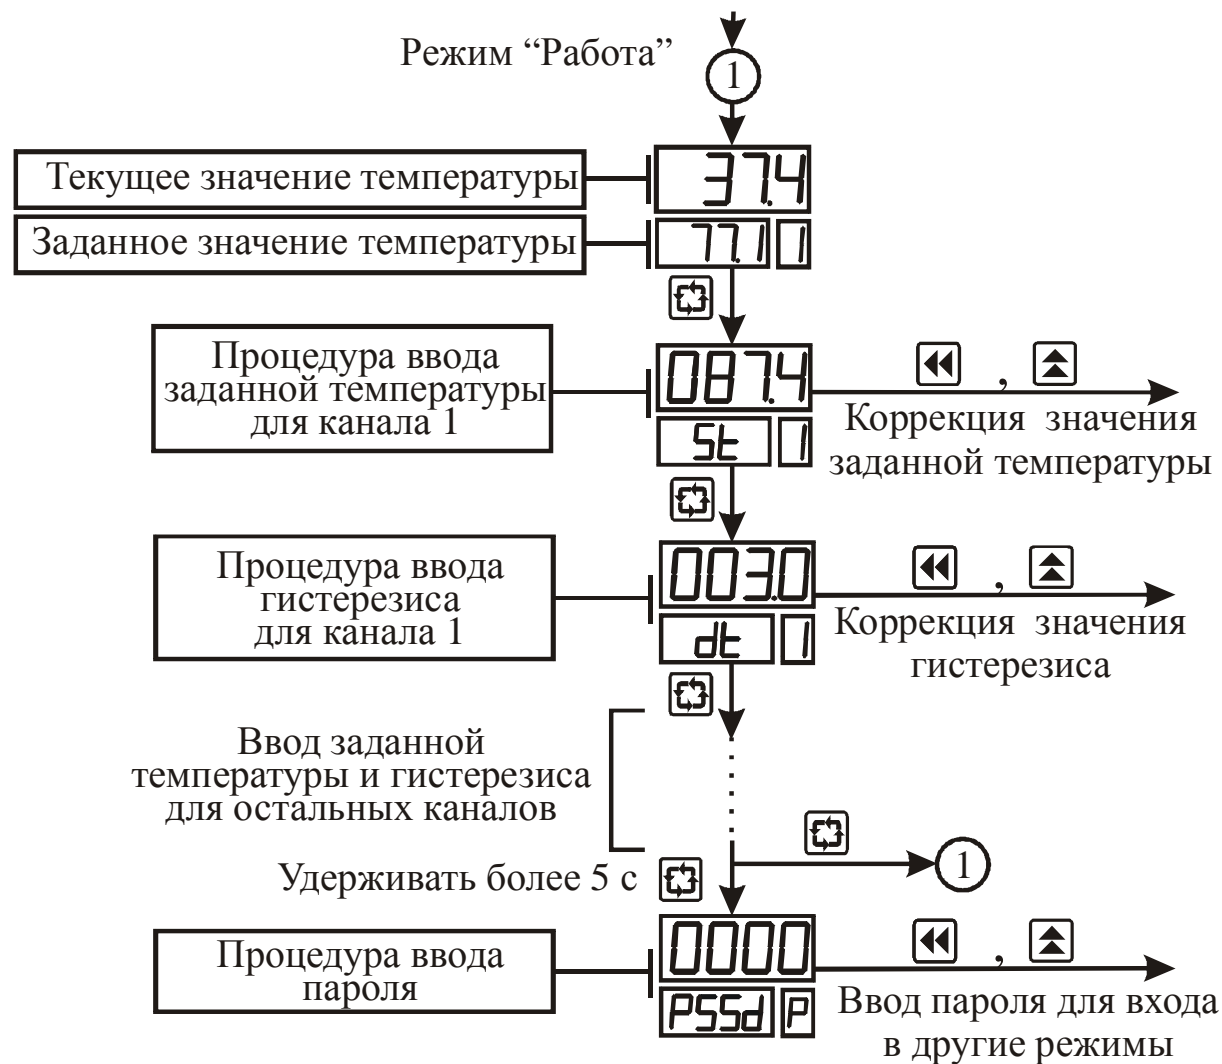 Режим “Работа”
1
Текущее значение температуры
37.4
Заданное значение температуры
77.1 1
Процедура ввода
заданной температуры
для канала 1
087.4
St 1
,
Коррекция значения
заданной температуры
Процедура ввода
гистерезиса
для канала 1
003.0
dt 1
,
Коррекция значения
гистерезиса
Ввод заданной
температуры и гистерезиса
для остальных каналов
1
Удерживать более 5 с
Процедура ввода
пароля
0000
PSSd P
,
Ввод пароля для входа
в другие режимы